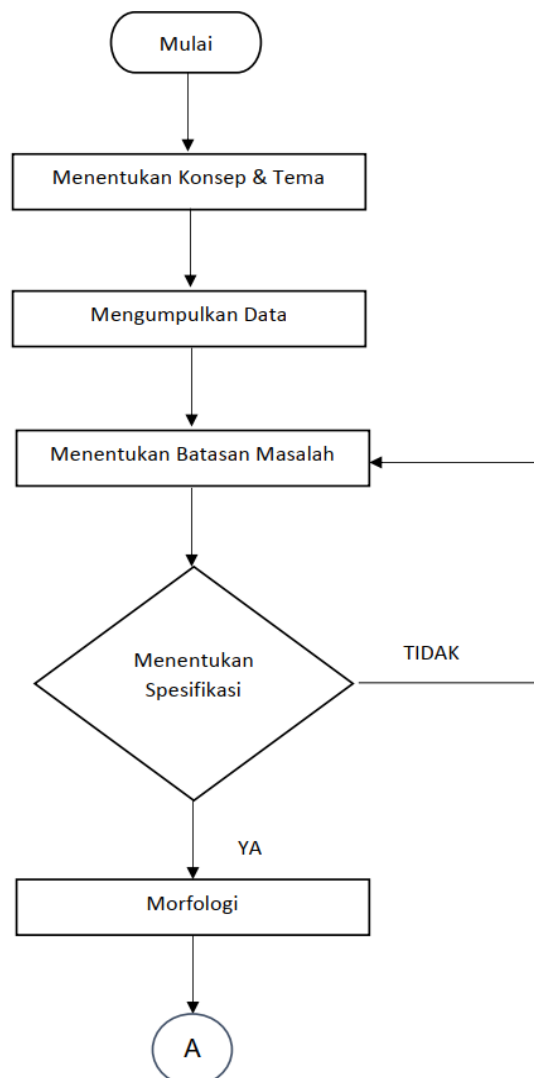 Mulai
Menentukan Konsep & Tema
Mengumpulkan Data
Menentukan Batasan Masalah
Menentukan
Spesifikasi
TIDAK
YA
Morfologi
A